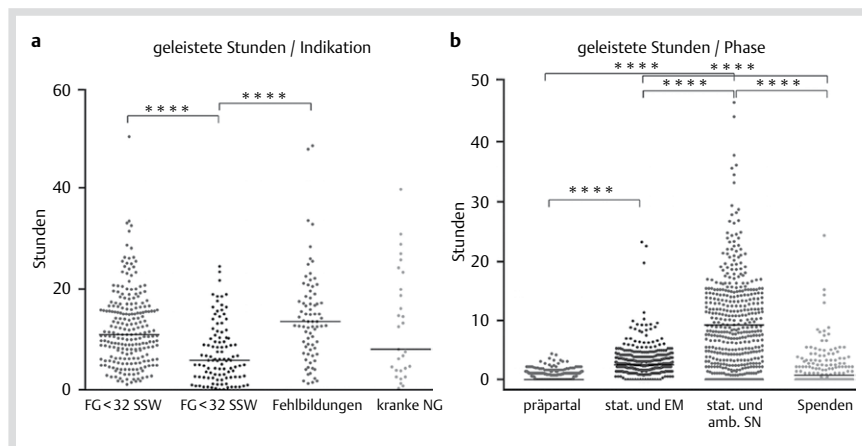 a
geleistete Stunden / Indikation
Stunden
60
40
20
0
****
****
FG < 32 SSW
FG < 32 SSW
Fehlbildungen
kranke NG
b
geleistete Stunden / Phase
Stunden
50
40
30
20
10
0
****
****
****
****
****
präpartal
stat. und EM
stat. und
amb. SN
Spenden